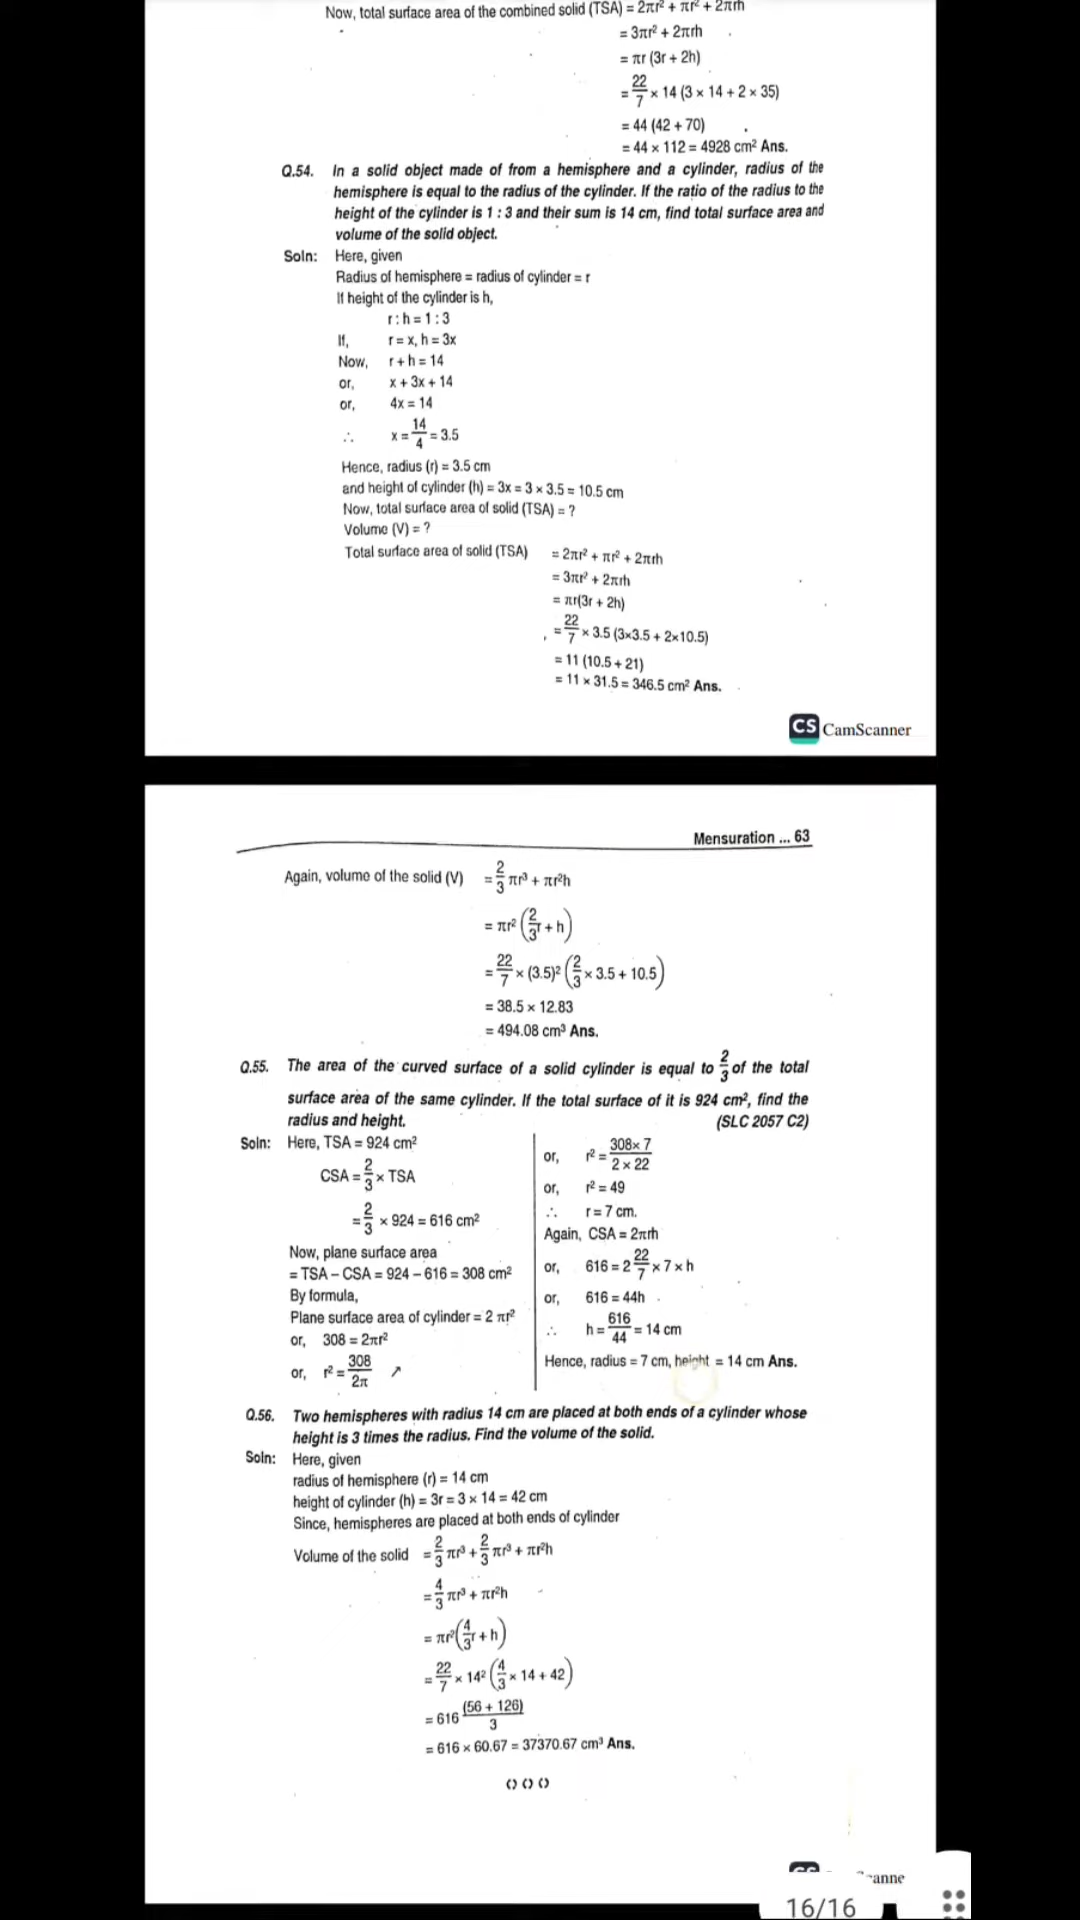 Now, total surface area of the combined solid (TSA) = 2πr² + πr² + 2πrh
= 3πr² + 2πrh
= πr (3r + 2h)
= 22/7 × 14 (3 × 14 + 2 × 35)
= 44 (42 + 70)
= 44 × 112 = 4928 cm² Ans.
Q.54. In a solid object made of from a hemisphere and a cylinder, radius of the
hemisphere is equal to the radius of the cylinder. If the ratio of the radius to the
height of the cylinder is 1 : 3 and their sum is 14 cm, find total surface area and
volume of the solid object.
Soln: Here, given
Radius of hemisphere = radius of cylinder = r
If height of the cylinder is h,
r : h = 1 : 3
If, r = x, h = 3x
Now, r + h = 14
or, x + 3x + 14
or, 4x = 14
∴ x = 14/4 = 3.5
Hence, radius (r) = 3.5 cm
and height of cylinder (h) = 3x = 3 × 3.5 = 10.5 cm
Now, total surface area of solid (TSA) = ?
Volume (V) = ?
Total surface area of solid (TSA) = 2πr² + πr² + 2πrh
= 3πr² + 2πrh
= πr(3r + 2h)
= 22/7 × 3.5 (3×3.5 + 2×10.5)
= 11 (10.5 + 21)
= 11 × 31.5 = 346.5 cm² Ans.
CS CamScanner
Mensuration ... 63
Again, volume of the solid (V) = 2/3 πr³ + πr²h
= πr² (2/3 r + h)
= 22/7 × (3.5)² (2/3 × 3.5 + 10.5)
= 38.5 × 12.83
= 494.08 cm³ Ans.
Q.55. The area of the curved surface of a solid cylinder is equal to 2/3 of the total
surface area of the same cylinder. If the total surface of it is 924 cm², find the
radius and height. (SLC 2057 C2)
Soln: Here, TSA = 924 cm²
CSA = 2/3 × TSA
= 2/3 × 924 = 616 cm²
Now, plane surface area
= TSA – CSA = 924 – 616 = 308 cm²
By formula,
Plane surface area of cylinder = 2 πr²
or, 308 = 2πr²
or, r² = 308/2π ↗
or, r² = 308× 7/2 × 22
or, r² = 49
∴ r = 7 cm.
Again, CSA = 2πrh
or, 616 = 2 22/7 × 7 × h
or, 616 = 44h
∴ h = 616/44 = 14 cm
Hence, radius = 7 cm, height = 14 cm Ans.
Q.56. Two hemispheres with radius 14 cm are placed at both ends of a cylinder whose
height is 3 times the radius. Find the volume of the solid.
Soln: Here, given
radius of hemisphere (r) = 14 cm
height of cylinder (h) = 3r = 3 × 14 = 42 cm
Since, hemispheres are placed at both ends of cylinder
Volume of the solid = 2/3 πr³ + 2/3 πr³ + πr²h
= 4/3 πr³ + πr²h
= πr² (4/3 r + h)
= 22/7 × 14² (4/3 × 14 + 42)
= 616 (56 + 126)/3
= 616 × 60.67 = 37370.67 cm³ Ans.
16/16